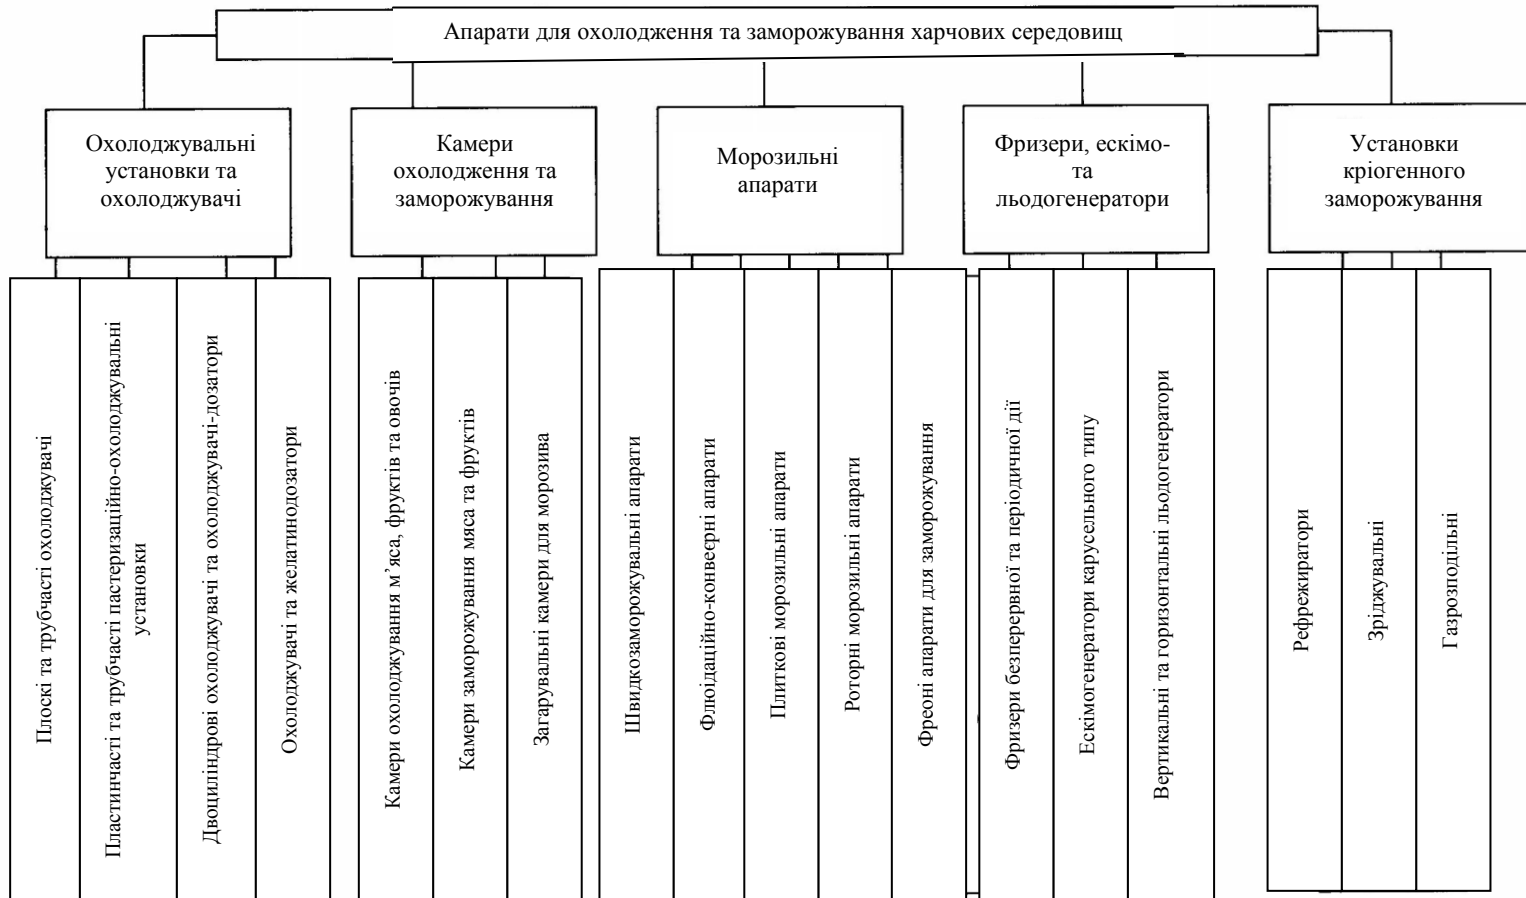 Апарати для охолодження та заморожування харчових середовищ
Охолоджувальні
установки та
охолоджувачі
Камери
охолодження та
заморожування
Морозильні
апарати
Фризери, ескімо-
та
льодогенератори
Установки
кріогенного
заморожування
Плоскі та трубчасті охолоджувачі
Пластинчасті та трубчасті пастеризаційно-охолоджувальні
установки
Двоциліндрові охолоджувачі та охолоджувачі-дозатори
Охолоджувачі та желатинодозатори
Камери охолоджування м’яса, фруктів та овочів
Камери заморожування мяса та фруктів
Загарувальні камери для морозива
Швидкозаморожувальні апарати
Флюідаційно-конвеєрні апарати
Плиткові морозильні апарати
Роторні морозильні апарати
Фреоні апарати для заморожування
Фризери безперервної та періодичної дії
Ескімогенератори карусельного типу
Вертикальні та горизонтальні льодогенератори
Рефрежиратори
Зріджувальні
Газрозподільні